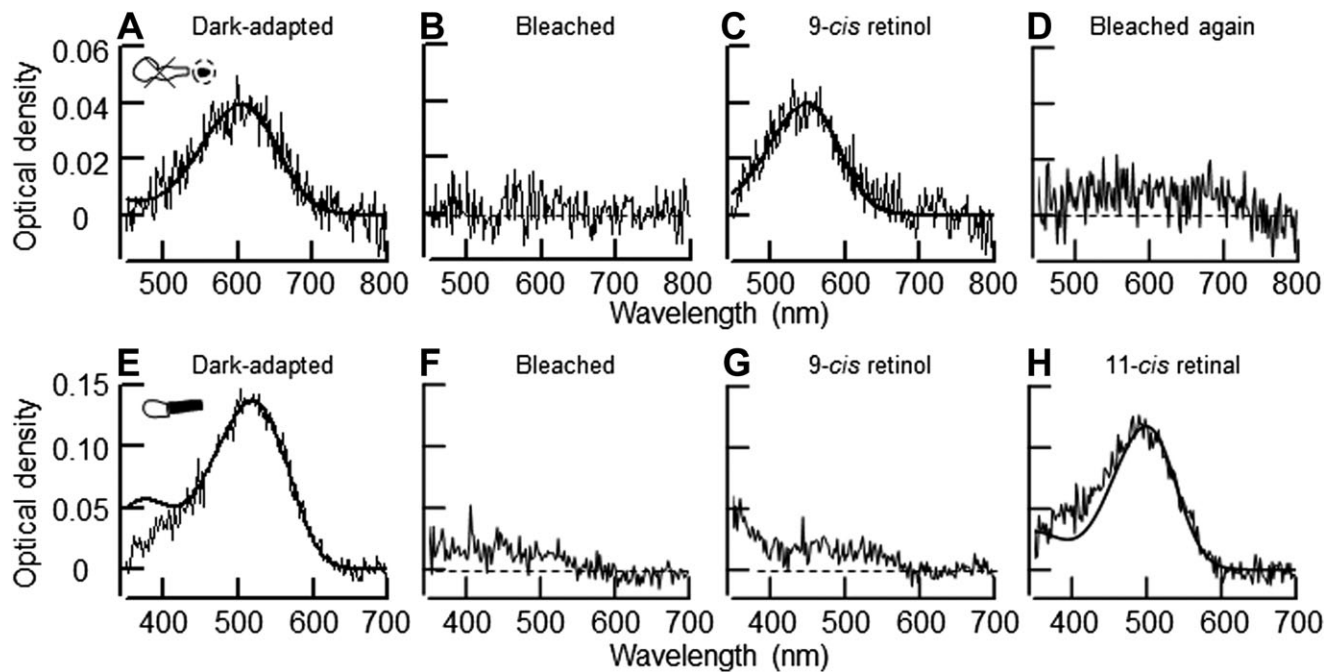 A Dark-adapted
B Bleached
C 9-cis retinol
D Bleached again
Optical density
0.06
0.04
0.02
0
500 600 700 800
500 600 700 800
500 600 700 800
500 600 700 800
Wavelength (nm)
E Dark-adapted
F Bleached
G 9-cis retinol
H 11-cis retinal
Optical density
0.15
0.10
0.05
0
400 500 600 700
400 500 600 700
400 500 600 700
400 500 600 700
Wavelength (nm)